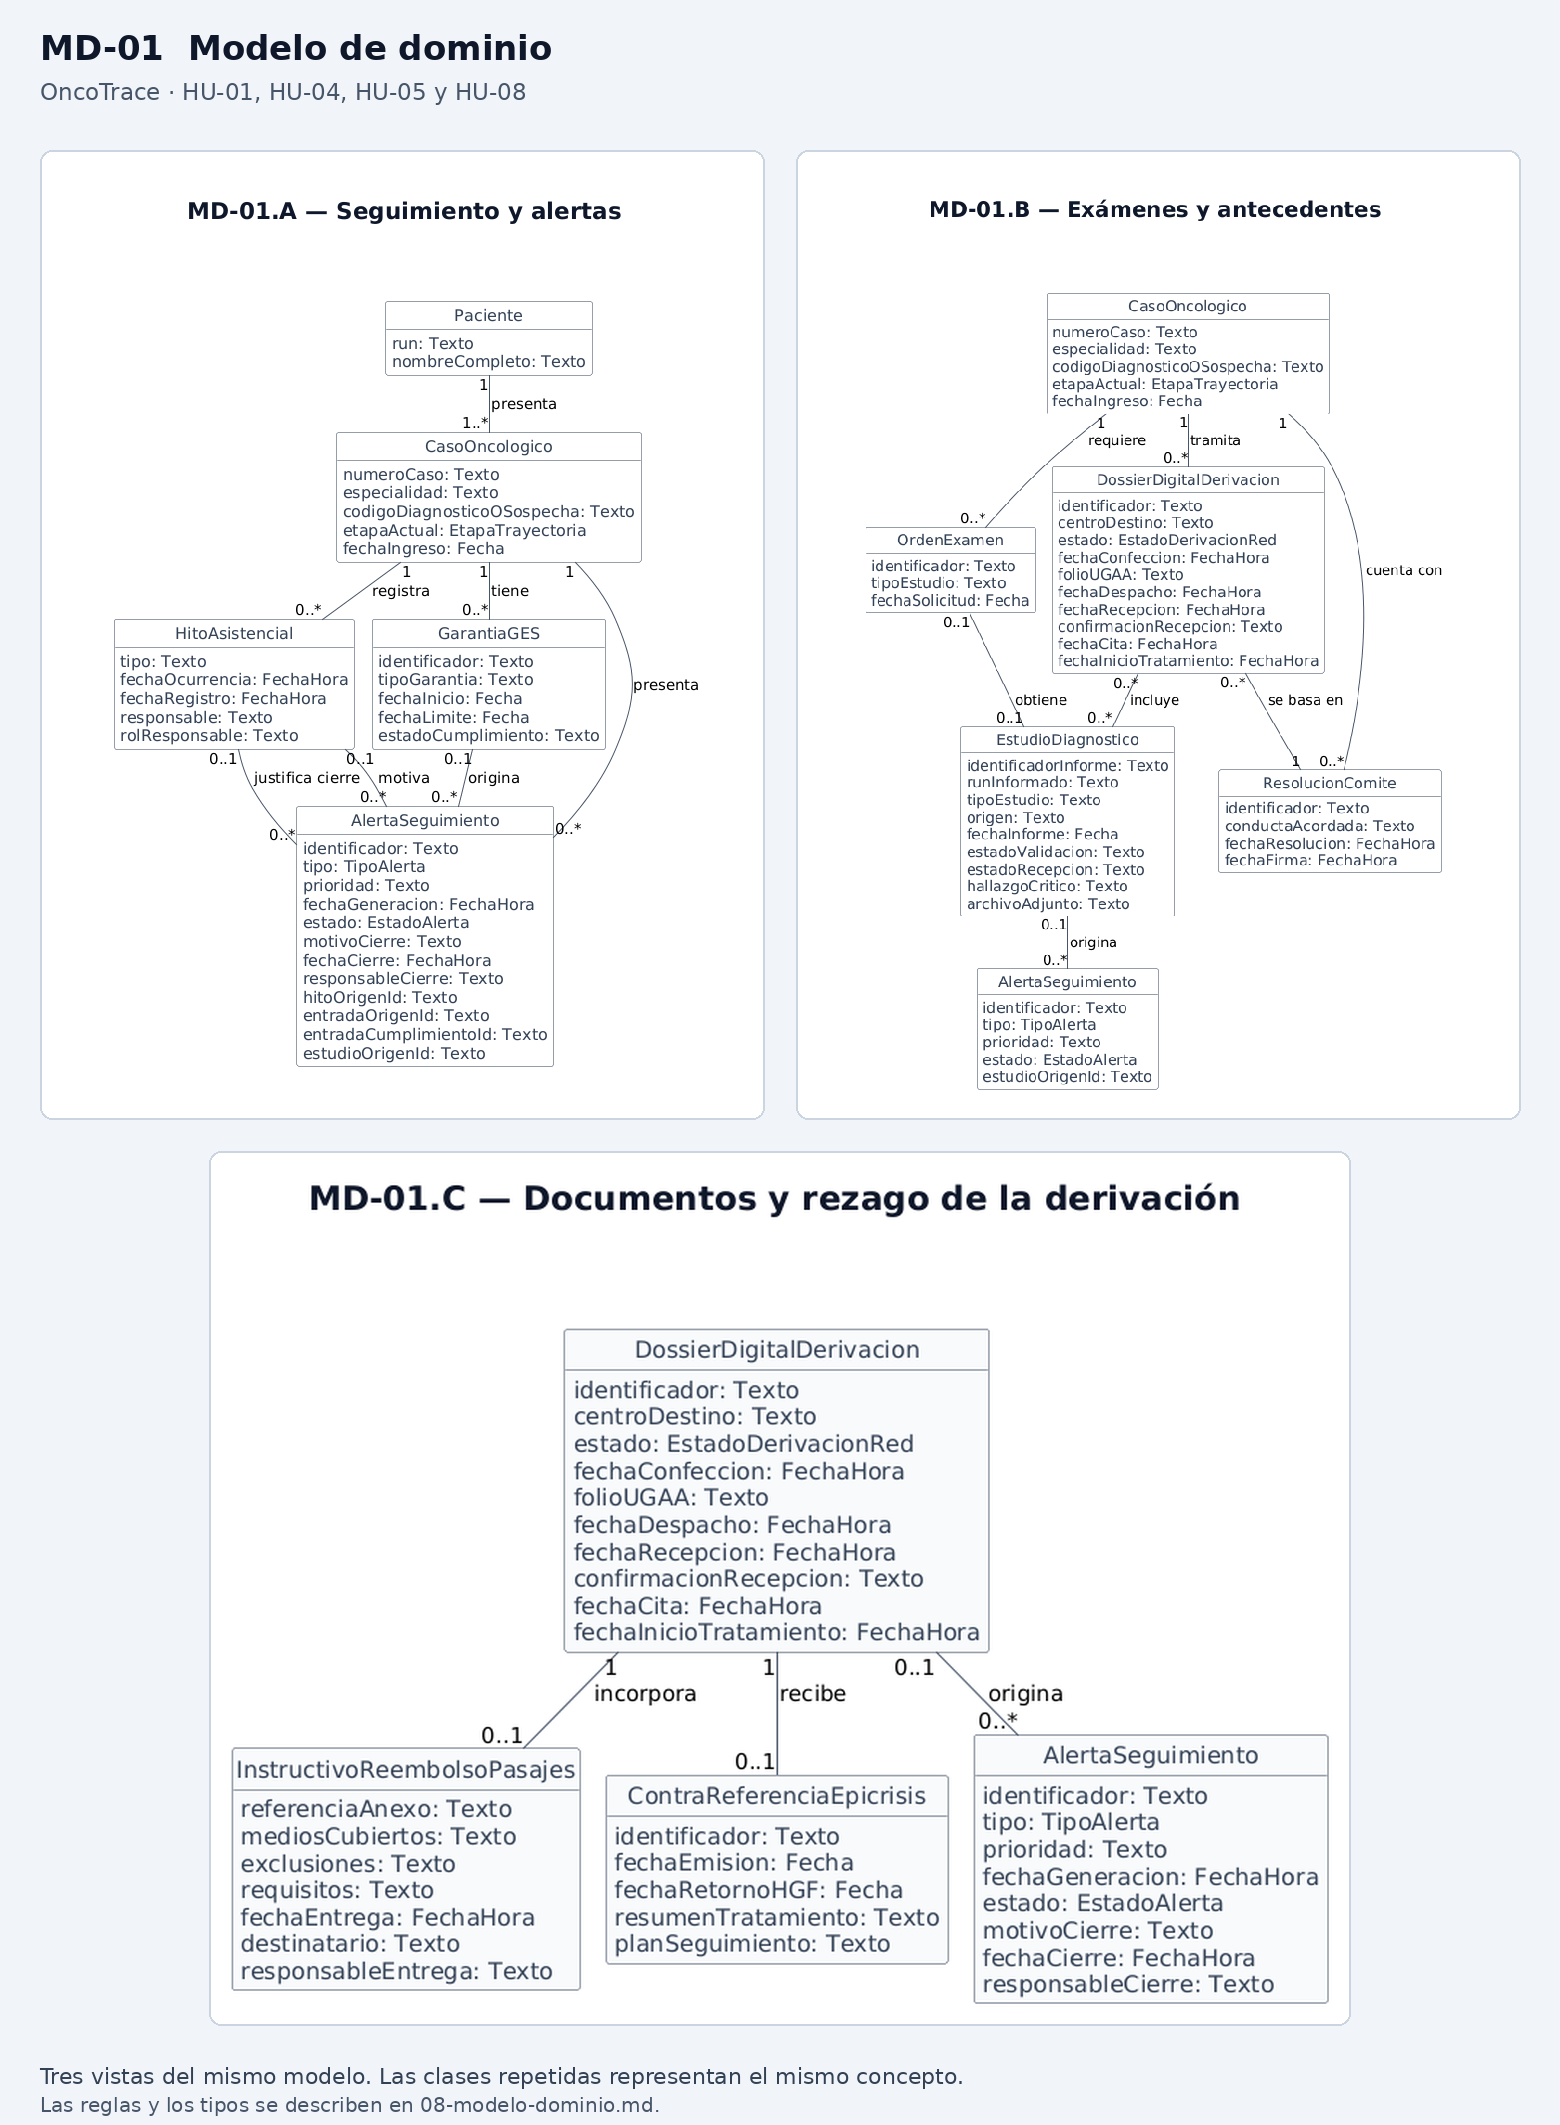 MD-01  Modelo de dominio
OncoTrace · HU-01, HU-04, HU-05 y HU-08
MD-01.A — Seguimiento y alertas
Paciente
run: Texto
nombreCompleto: Texto
1
presenta
1..*
CasoOncologico
numeroCaso: Texto
especialidad: Texto
codigoDiagnosticoOSospecha: Texto
etapaActual: EtapaTrayectoria
fechaIngreso: Fecha
1
1
1
registra
tiene
0..*
0..*
HitoAsistencial
tipo: Texto
fechaOcurrencia: FechaHora
fechaRegistro: FechaHora
responsable: Texto
rolResponsable: Texto
GarantiaGES
identificador: Texto
tipoGarantia: Texto
fechaInicio: Fecha
fechaLimite: Fecha
estadoCumplimiento: Texto
presenta
0..1
0..1
0..1
justifica cierre
motiva
origina
0..*
0..*
0..*
0..*
AlertaSeguimiento
identificador: Texto
tipo: TipoAlerta
prioridad: Texto
fechaGeneracion: FechaHora
estado: EstadoAlerta
motivoCierre: Texto
fechaCierre: FechaHora
responsableCierre: Texto
hitoOrigenId: Texto
entradaOrigenId: Texto
entradaCumplimientoId: Texto
estudioOrigenId: Texto
MD-01.B — Exámenes y antecedentes
CasoOncologico
numeroCaso: Texto
especialidad: Texto
codigoDiagnosticoOSospecha: Texto
etapaActual: EtapaTrayectoria
fechaIngreso: Fecha
1
1
1
requiere
tramita
0..*
0..*
DossierDigitalDerivacion
identificador: Texto
centroDestino: Texto
estado: EstadoDerivacionRed
fechaConfeccion: FechaHora
folioUGAA: Texto
fechaDespacho: FechaHora
fechaRecepcion: FechaHora
confirmacionRecepcion: Texto
fechaCita: FechaHora
fechaInicioTratamiento: FechaHora
OrdenExamen
identificador: Texto
tipoEstudio: Texto
fechaSolicitud: Fecha
cuenta con
0..1
0..*
0..*
obtiene
incluye
se basa en
0..1
0..*
1
0..*
EstudioDiagnostico
identificadorInforme: Texto
runInformado: Texto
tipoEstudio: Texto
origen: Texto
fechaInforme: Fecha
estadoValidacion: Texto
estadoRecepcion: Texto
hallazgoCritico: Texto
archivoAdjunto: Texto
ResolucionComite
identificador: Texto
conductaAcordada: Texto
fechaResolucion: FechaHora
fechaFirma: FechaHora
0..1
origina
0..*
AlertaSeguimiento
identificador: Texto
tipo: TipoAlerta
prioridad: Texto
estado: EstadoAlerta
estudioOrigenId: Texto
MD-01.C — Documentos y rezago de la derivación
DossierDigitalDerivacion
identificador: Texto
centroDestino: Texto
estado: EstadoDerivacionRed
fechaConfeccion: FechaHora
folioUGAA: Texto
fechaDespacho: FechaHora
fechaRecepcion: FechaHora
confirmacionRecepcion: Texto
fechaCita: FechaHora
fechaInicioTratamiento: FechaHora
1
1
0..1
incorpora
recibe
origina
0..1
0..1
0..*
InstructivoReembolsoPasajes
referenciaAnexo: Texto
mediosCubiertos: Texto
exclusiones: Texto
requisitos: Texto
fechaEntrega: FechaHora
destinatario: Texto
responsableEntrega: Texto
ContraReferenciaEpicrisis
identificador: Texto
fechaEmision: Fecha
fechaRetornoHGF: Fecha
resumenTratamiento: Texto
planSeguimiento: Texto
AlertaSeguimiento
identificador: Texto
tipo: TipoAlerta
prioridad: Texto
fechaGeneracion: FechaHora
estado: EstadoAlerta
motivoCierre: Texto
fechaCierre: FechaHora
responsableCierre: Texto
Tres vistas del mismo modelo. Las clases repetidas representan el mismo concepto.
Las reglas y los tipos se describen en 08-modelo-dominio.md.